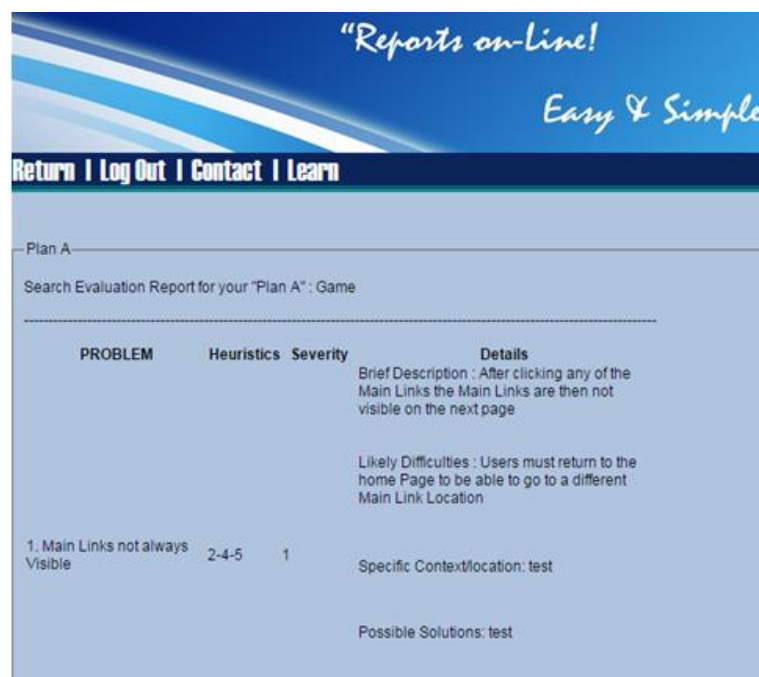 "Reports on-Line!
Easy & Simple
Return | Log Out | Contact | Learn
Plan A
Search Evaluation Report for your "Plan A" : Game
--------------------------------------------------------------------------------
PROBLEM Heuristics Severity Details
Brief Description : After clicking any of the
Main Links the Main Links are then not
visible on the next page
Likely Difficulties : Users must return to the
home Page to be able to go to a different
Main Link Location
1. Main Links not always
Visible
2-4-5 1
Specific Context/location: test
Possible Solutions: test